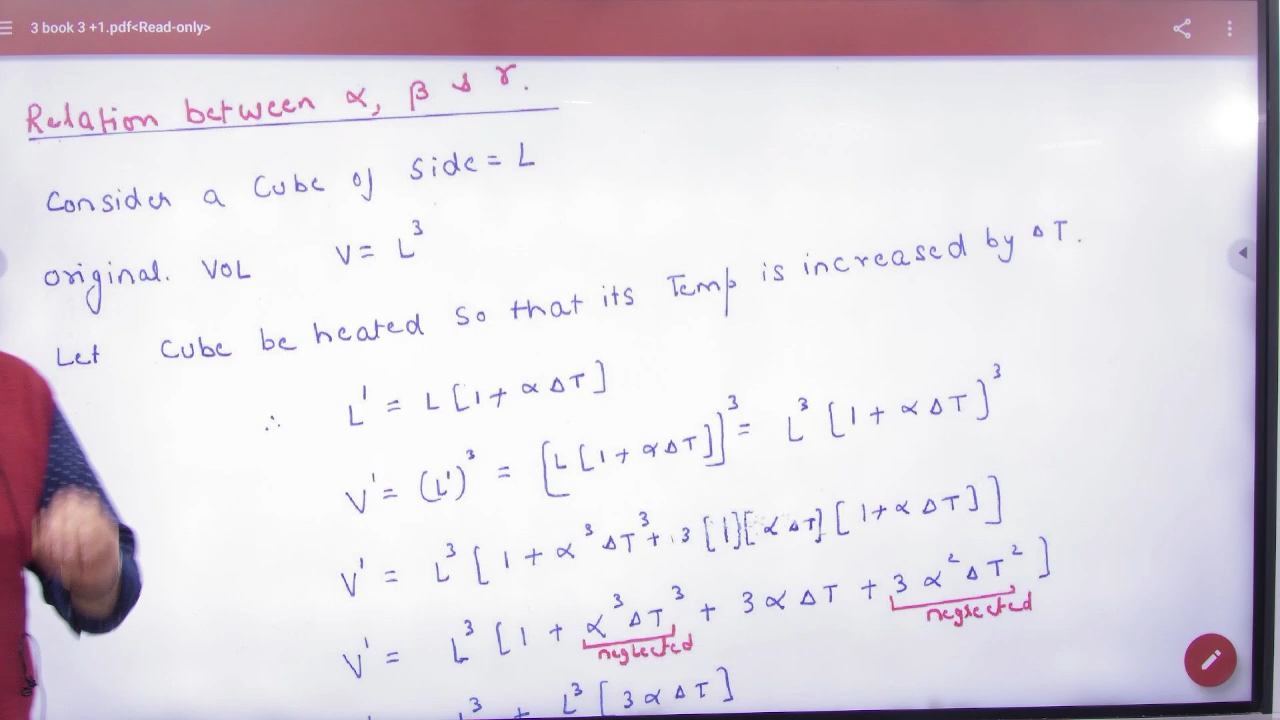 3 book 3 +1.pdf<Read-only>
Relation between α, β & γ.
Consider a Cube of Side = L
original. VOL V = L³
Let Cube be heated so that its Temp is increased by ΔT.
∴ L' = L [1 + α ΔT]
V' = (L')³ = [L [1 + α ΔT]]³ = L³ [1 + α ΔT]³
V' = L³ [1 + α³ ΔT³ + 3 [1][α ΔT] [1 + α ΔT]]
V' = L³ [1 + α³ ΔT³ + 3 α ΔT + 3 α² ΔT²]
neglected neglected
L³ [3 α ΔT]